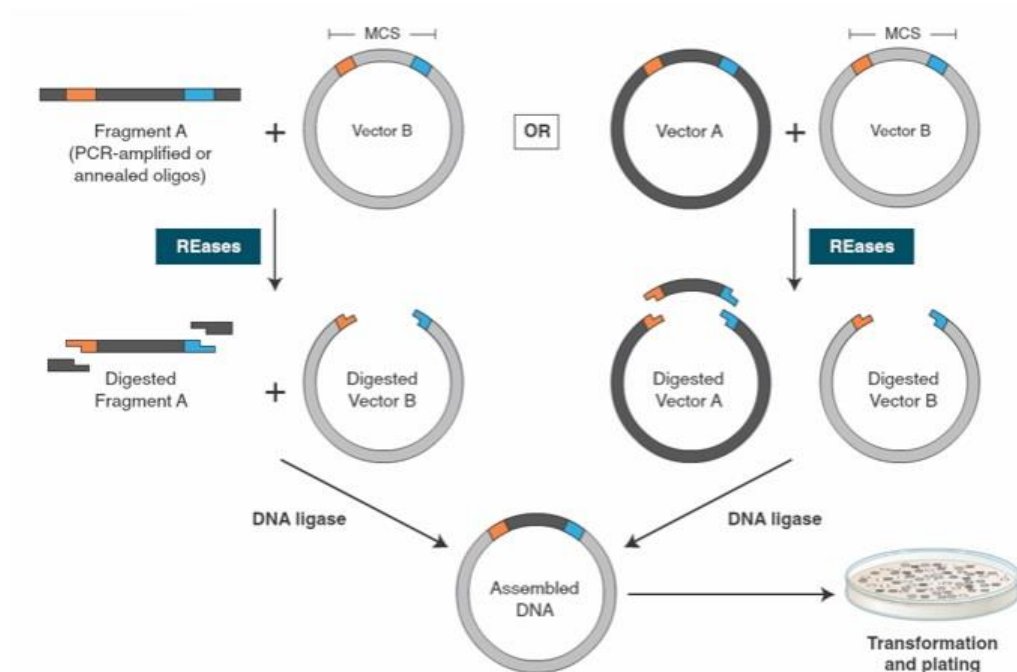 MCS
MCS
Fragment A
(PCR-amplified or
annealed oligos)
+
Vector B
OR
Vector A
+
Vector B
REases
REases
Digested
Fragment A
+
Digested
Vector B
Digested
Vector A
+
Digested
Vector B
DNA ligase
DNA ligase
Assembled
DNA
Transformation
and plating